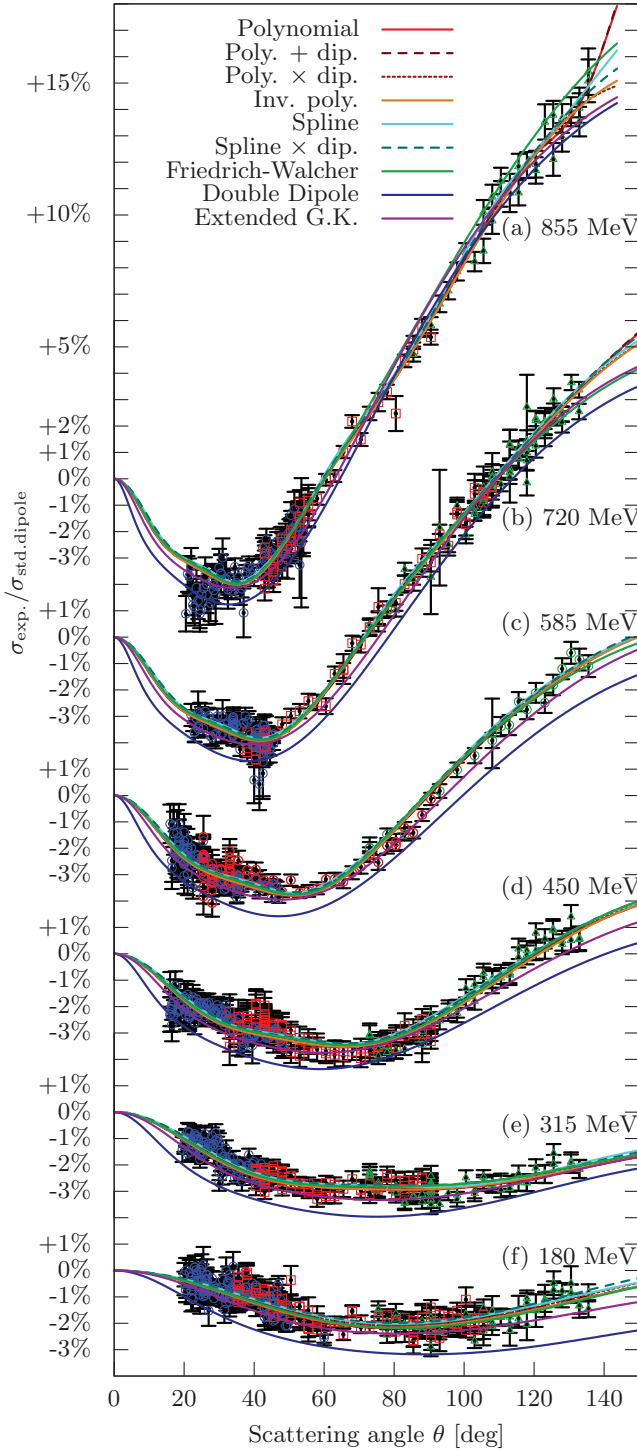 Polynomial
Poly. + dip.
Poly. × dip.
Inv. poly.
Spline
Spline × dip.
Friedrich-Walcher
Double Dipole
Extended G.K.
+15%
+10%
+5%
+2%
+1%
0%
-1%
-2%
-3%
(a) 855 MeV
+1%
0%
-1%
-2%
-3%
(b) 720 MeV
+1%
0%
-1%
-2%
-3%
(c) 585 MeV
+1%
0%
-1%
-2%
-3%
(d) 450 MeV
+1%
0%
-1%
-2%
-3%
(e) 315 MeV
+1%
0%
-1%
-2%
-3%
(f) 180 MeV
σexp./σstd.dipole
0 20 40 60 80 100 120 140
Scattering angle θ [deg]